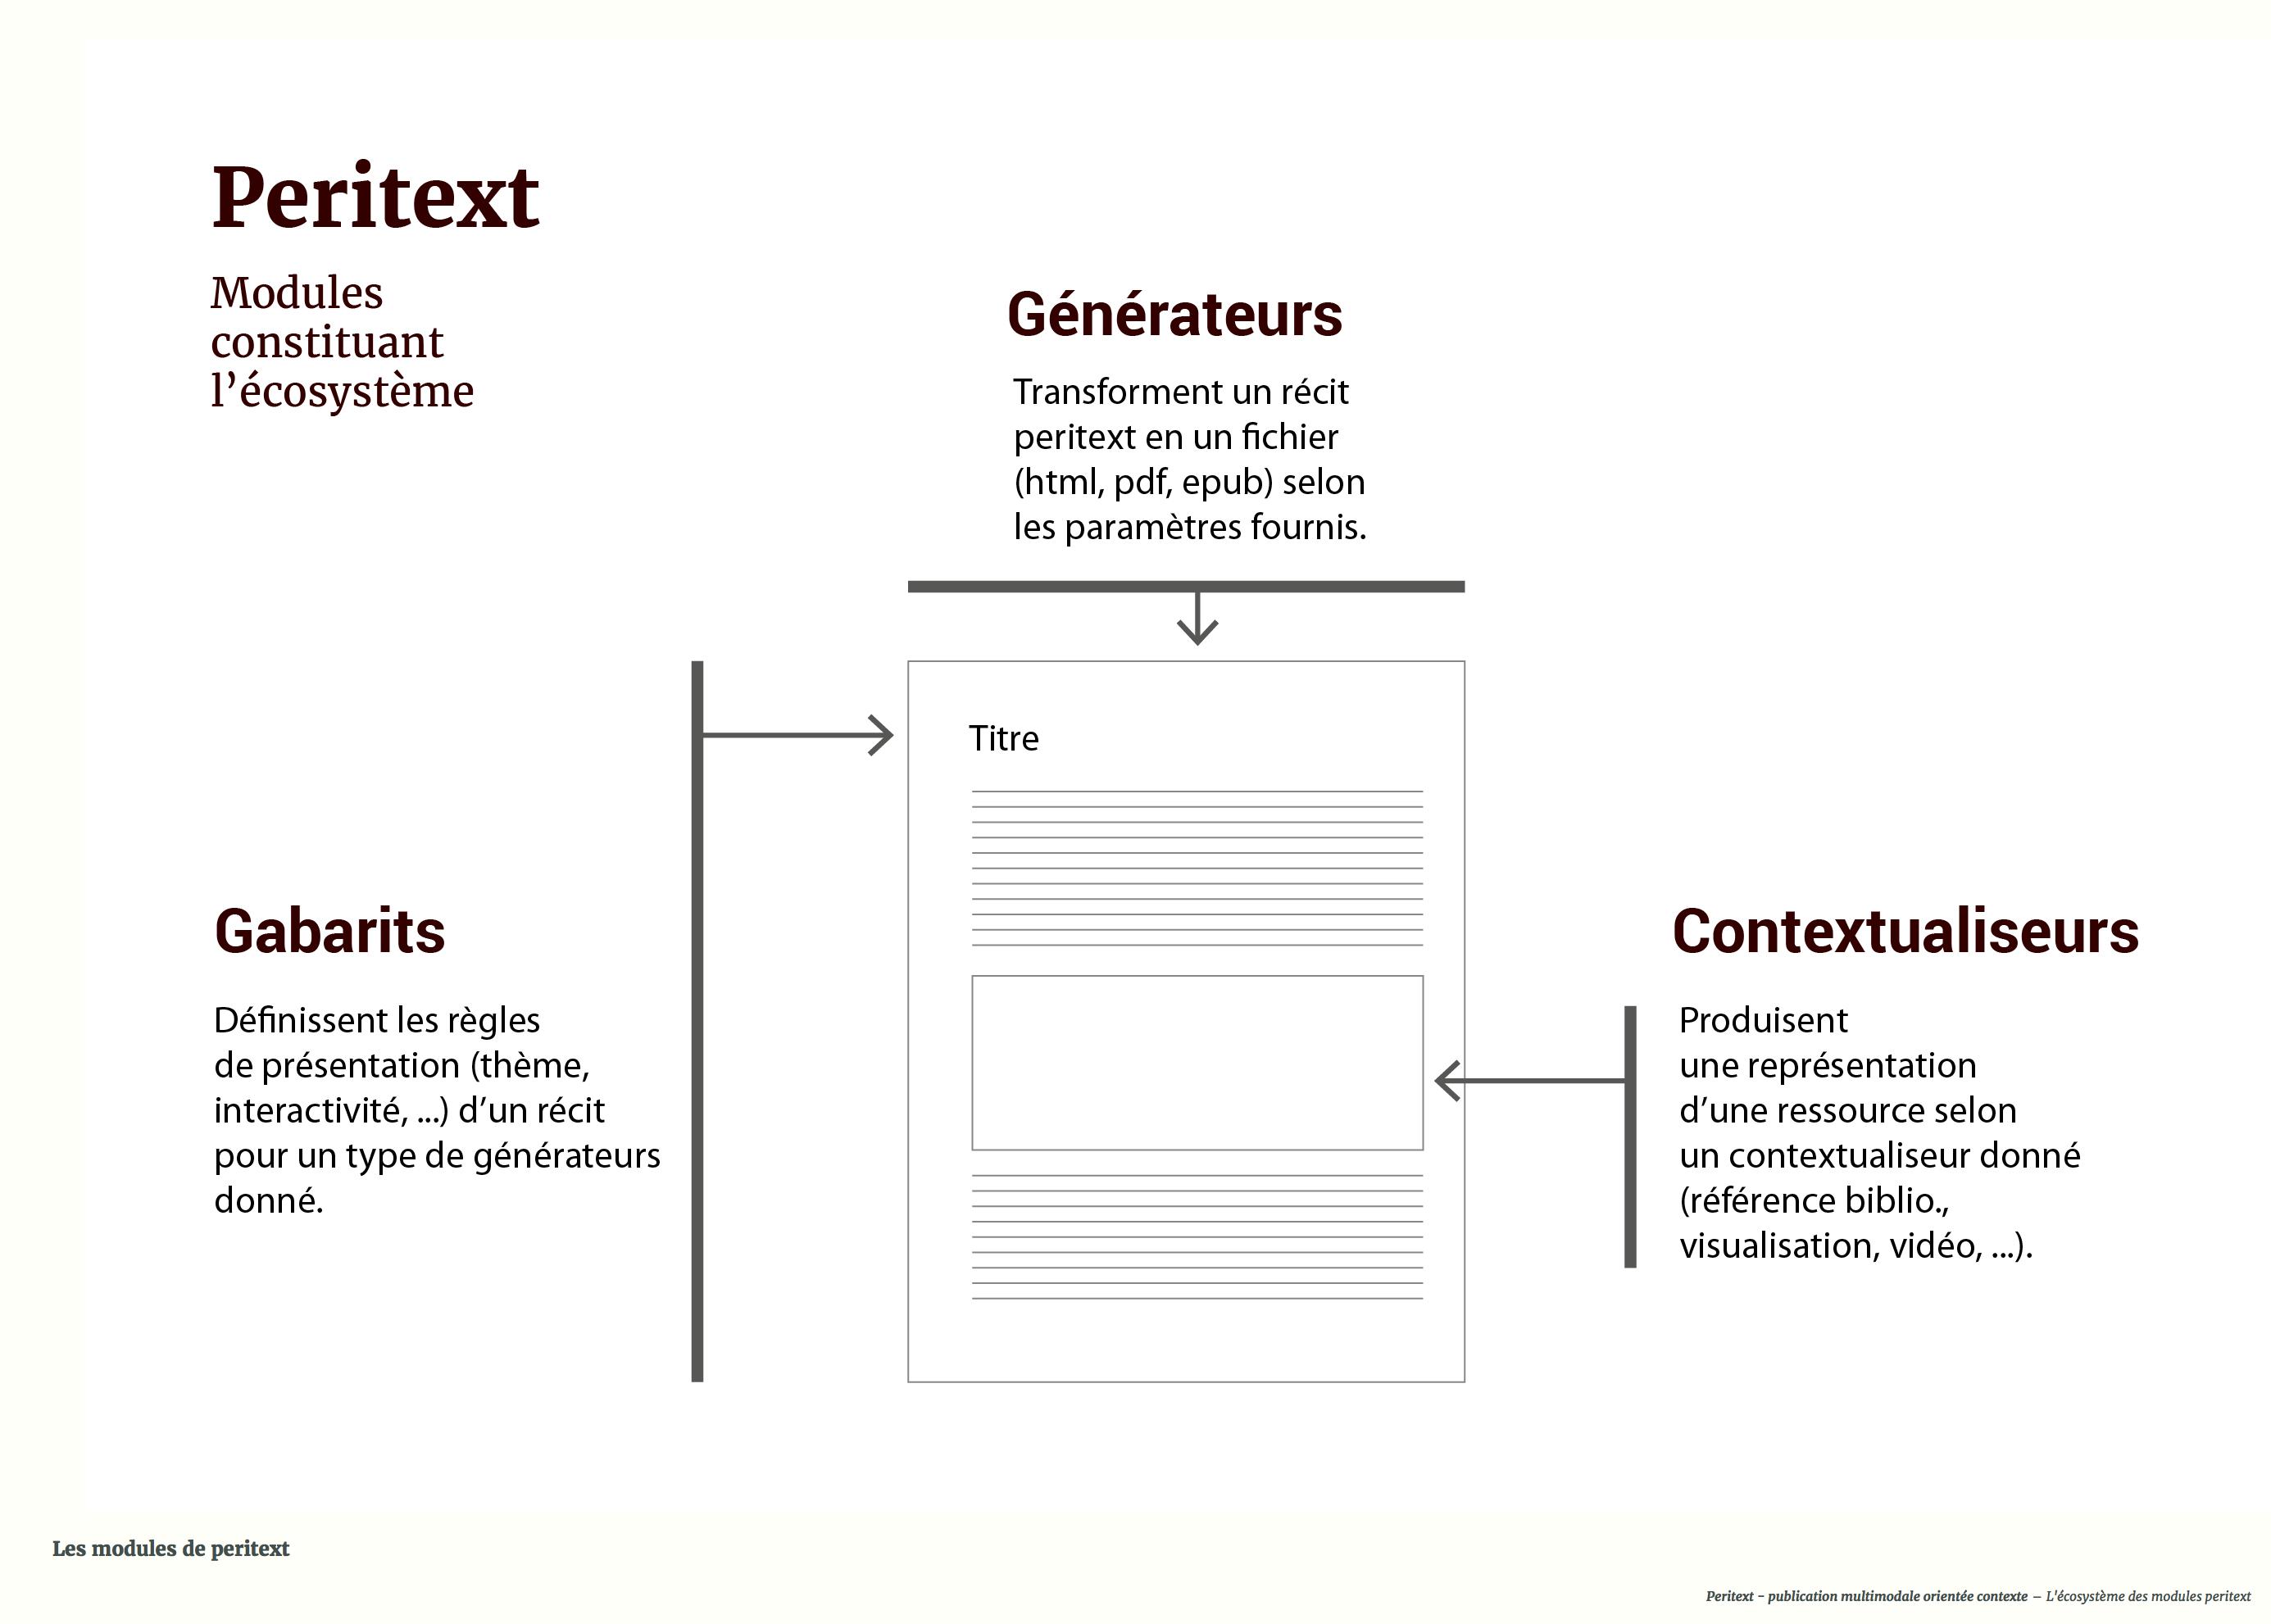 Peritext
Modules
constituant
l’écosystème
Générateurs
Transforment un récit
peritext en un fichier
(html, pdf, epub) selon
les paramètres fournis.
Titre
Gabarits
Définissent les règles
de présentation (thème,
interactivité, ...) d’un récit
pour un type de générateurs
donné.
Contextualiseurs
Produisent
une représentation
d’une ressource selon
un contextualiseur donné
(référence biblio.,
visualisation, vidéo, ...).
Les modules de peritext
Peritext - publication multimodale orientée contexte – L'écosystème des modules peritext